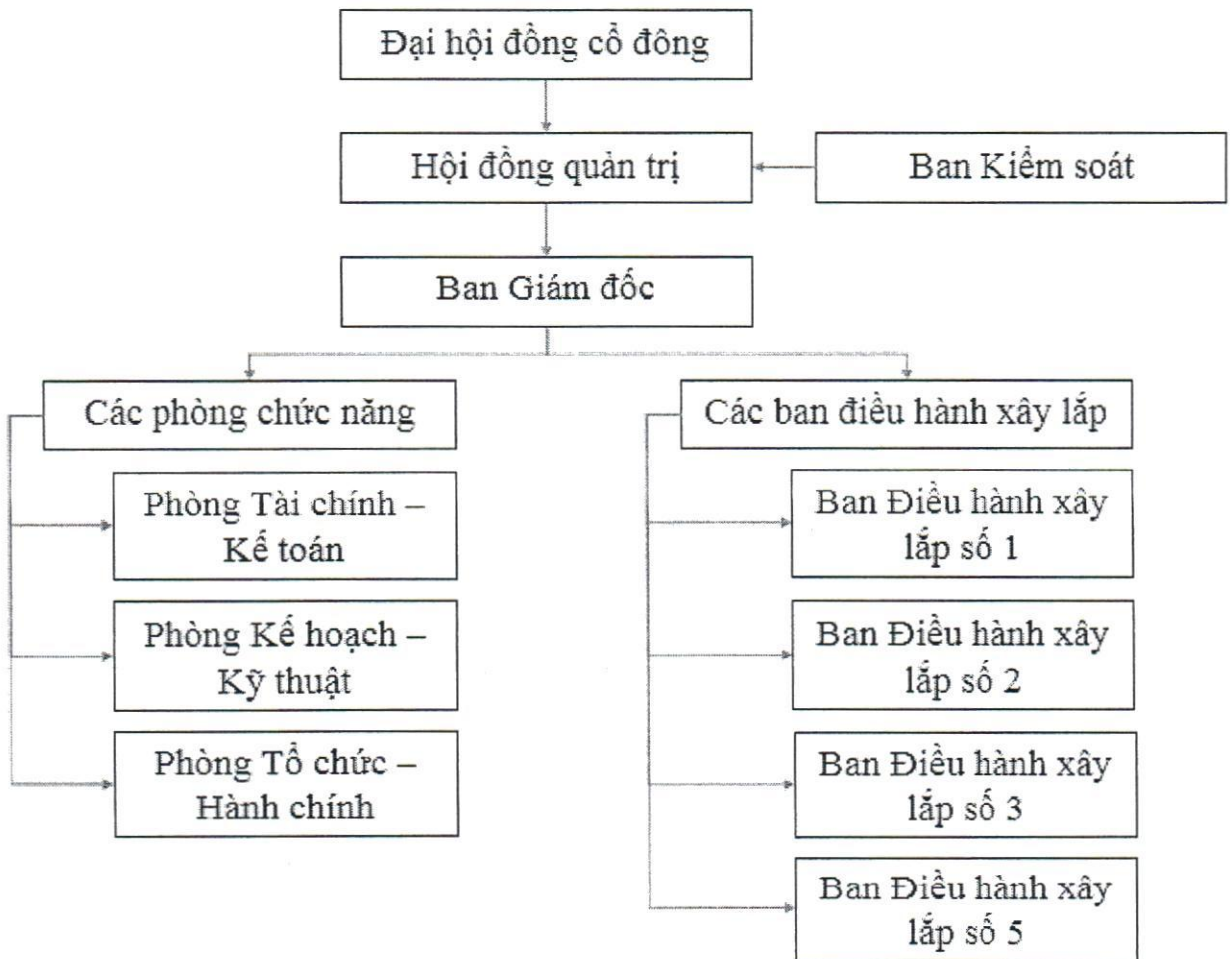 Đại hội đồng cổ đông
Hội đồng quản trị
Ban Kiểm soát
Ban Giám đốc
Các phòng chức năng
Phòng Tài chính –
Kế toán
Phòng Kế hoạch –
Kỹ thuật
Phòng Tổ chức –
Hành chính
Các ban điều hành xây lắp
Ban Điều hành xây
lắp số 1
Ban Điều hành xây
lắp số 2
Ban Điều hành xây
lắp số 3
Ban Điều hành xây
lắp số 5